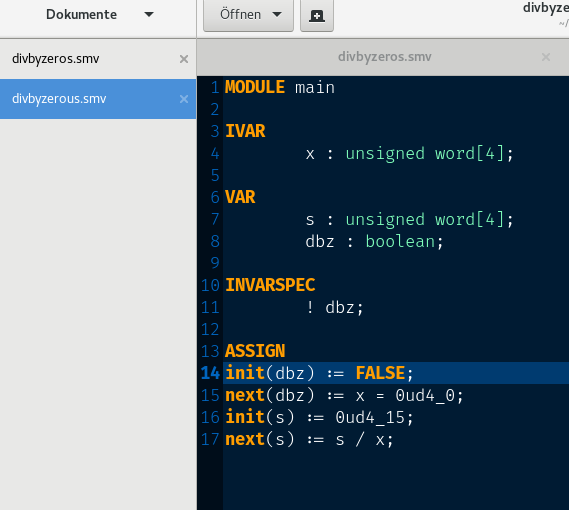 Dokumente
Öffnen
divbyze
~/
divbyzeros.smv
divbyzerous.smv
divbyzeros.smv
1 MODULE main
2
3 IVAR
4 x : unsigned word[4];
5
6 VAR
7 s : unsigned word[4];
8 dbz : boolean;
9
10 INVARSPEC
11 ! dbz;
12
13 ASSIGN
14 init(dbz) := FALSE;
15 next(dbz) := x = 0ud4_0;
16 init(s) := 0ud4_15;
17 next(s) := s / x;